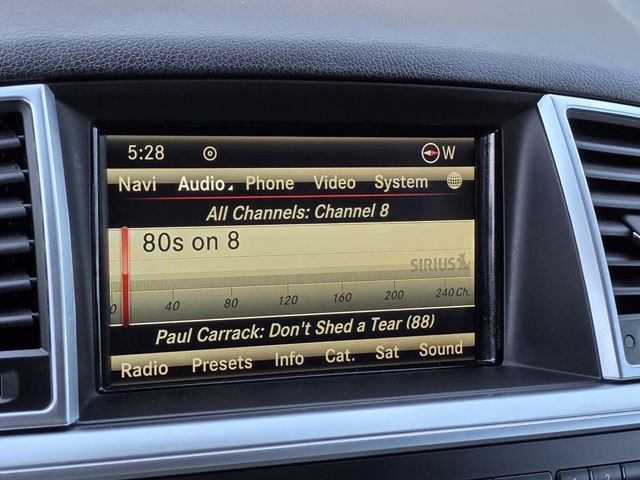 5:28 W
Navi Audio Phone Video System
All Channels: Channel 8
80s on 8
SIRIUS
0 40 80 120 160 200 240 Ch.
Paul Carrack: Don't Shed a Tear (88)
Radio Presets Info Cat. Sat Sound